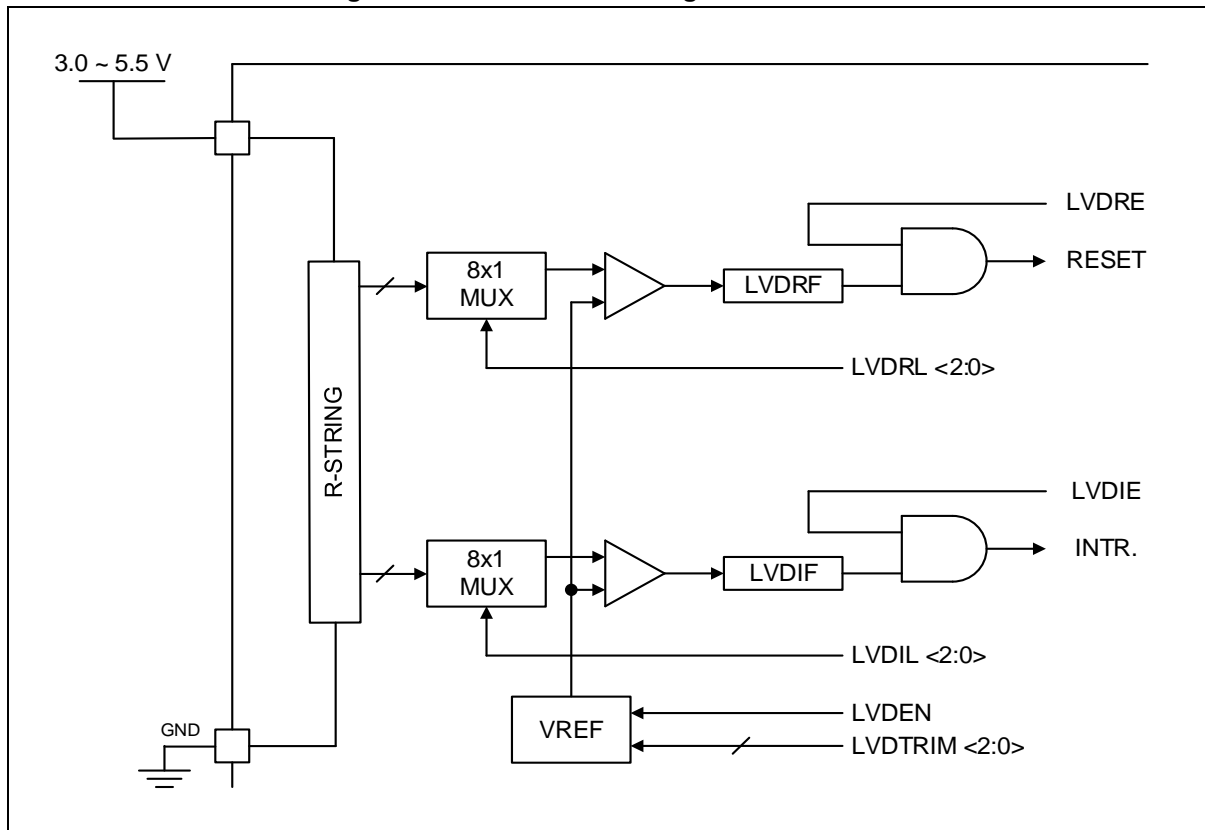 3.0 ~ 5.5 V
LVDRE
8x1
MUX
LVDRF
RESET
LVDRL <2:0>
R-STRING
LVDIE
8x1
MUX
LVDIF
INTR.
LVDIL <2:0>
GND
VREF
LVDEN
LVDTRIM <2:0>